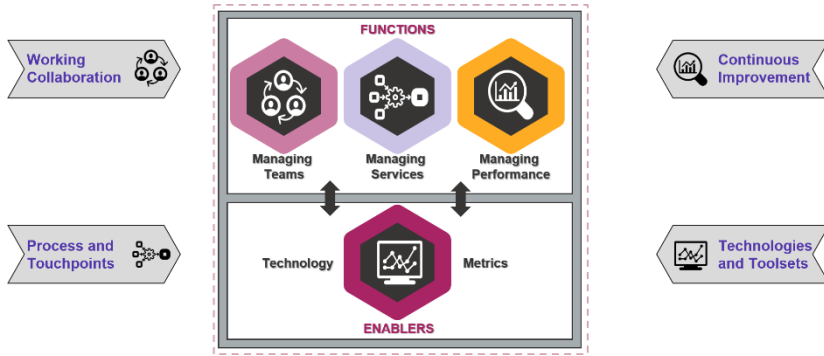 Working
Collaboration
Process and
Touchpoints
FUNCTIONS
Managing
Teams
Managing
Services
Managing
Performance
Technology
Metrics
ENABLERS
Continuous
Improvement
Technologies
and Toolsets